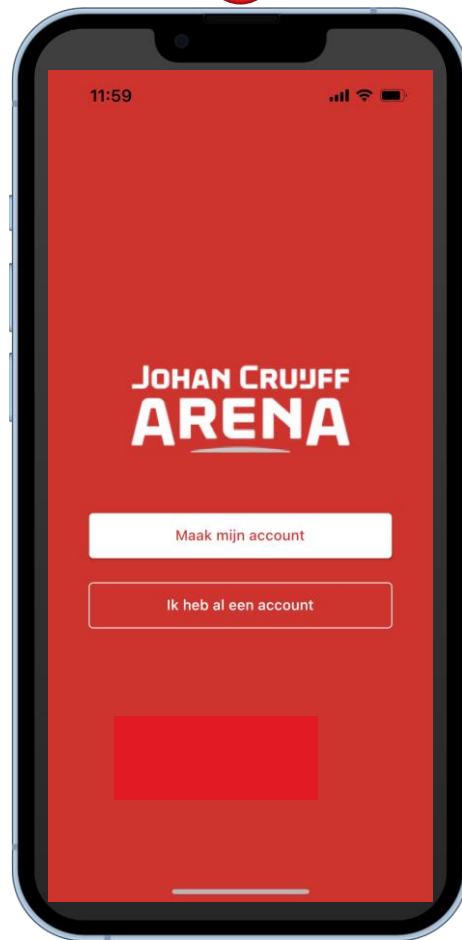 11:59
JOHAN CRUIJFF
ARENA
Maak mijn account
Ik heb al een account